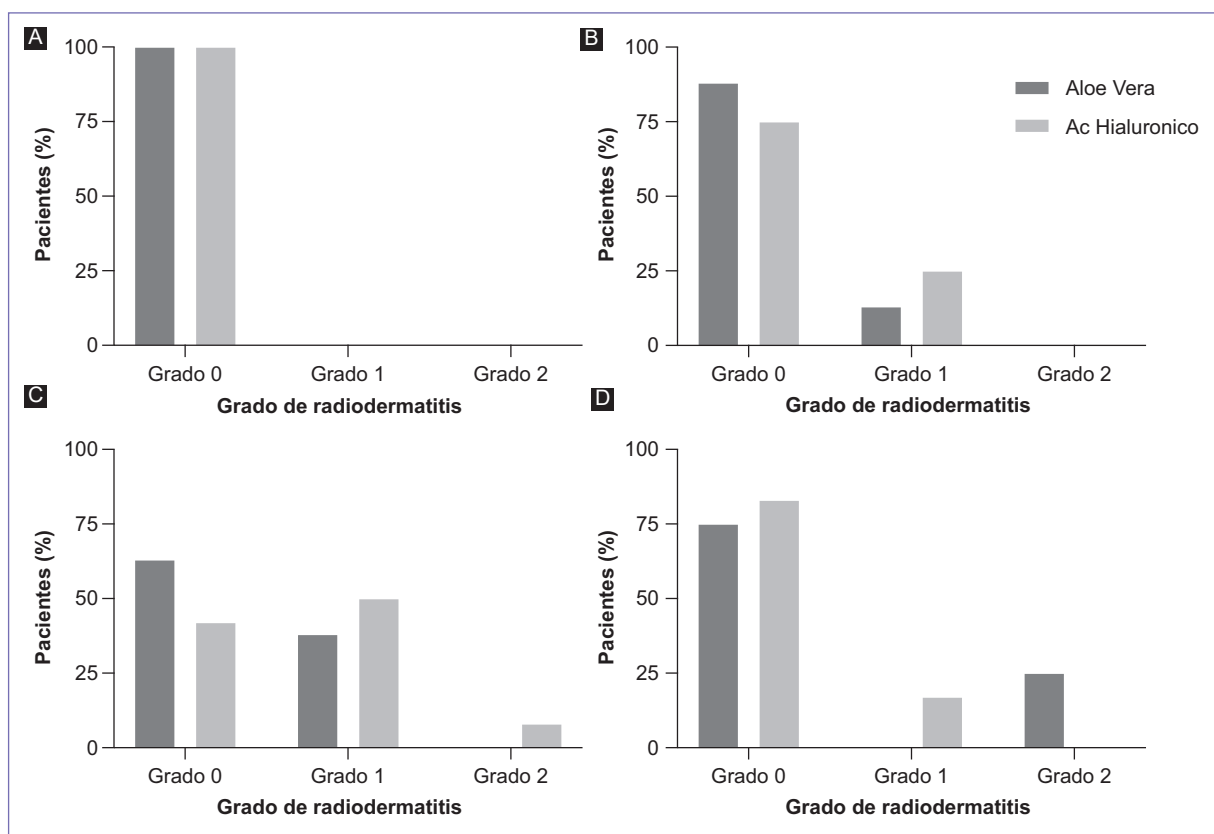 A
Pacientes (%)
100
75
50
25
0
Grado 0 Grado 1 Grado 2
Grado de radiodermatitis
B
Pacientes (%)
100
75
50
25
0
Grado 0 Grado 1 Grado 2
Grado de radiodermatitis
Aloe Vera
Ac Hialuronico
C
Pacientes (%)
100
75
50
25
0
Grado 0 Grado 1 Grado 2
Grado de radiodermatitis
D
Pacientes (%)
100
75
50
25
0
Grado 0 Grado 1 Grado 2
Grado de radiodermatitis